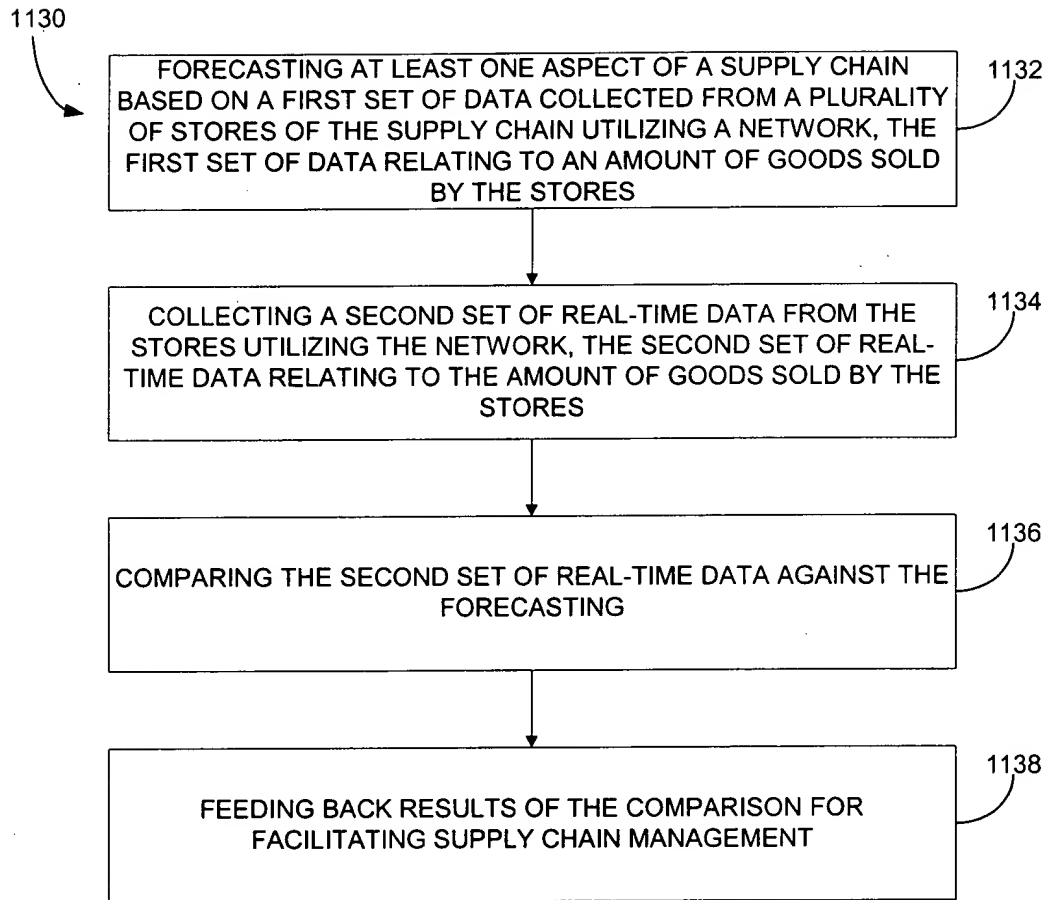 1130
FORECASTING AT LEAST ONE ASPECT OF A SUPPLY CHAIN
BASED ON A FIRST SET OF DATA COLLECTED FROM A PLURALITY
OF STORES OF THE SUPPLY CHAIN UTILIZING A NETWORK, THE
FIRST SET OF DATA RELATING TO AN AMOUNT OF GOODS SOLD
BY THE STORES
1132
COLLECTING A SECOND SET OF REAL-TIME DATA FROM THE
STORES UTILIZING THE NETWORK, THE SECOND SET OF REAL-
TIME DATA RELATING TO THE AMOUNT OF GOODS SOLD BY THE
STORES
1134
COMPARING THE SECOND SET OF REAL-TIME DATA AGAINST THE
FORECASTING
1136
FEEDING BACK RESULTS OF THE COMPARISON FOR
FACILITATING SUPPLY CHAIN MANAGEMENT
1138